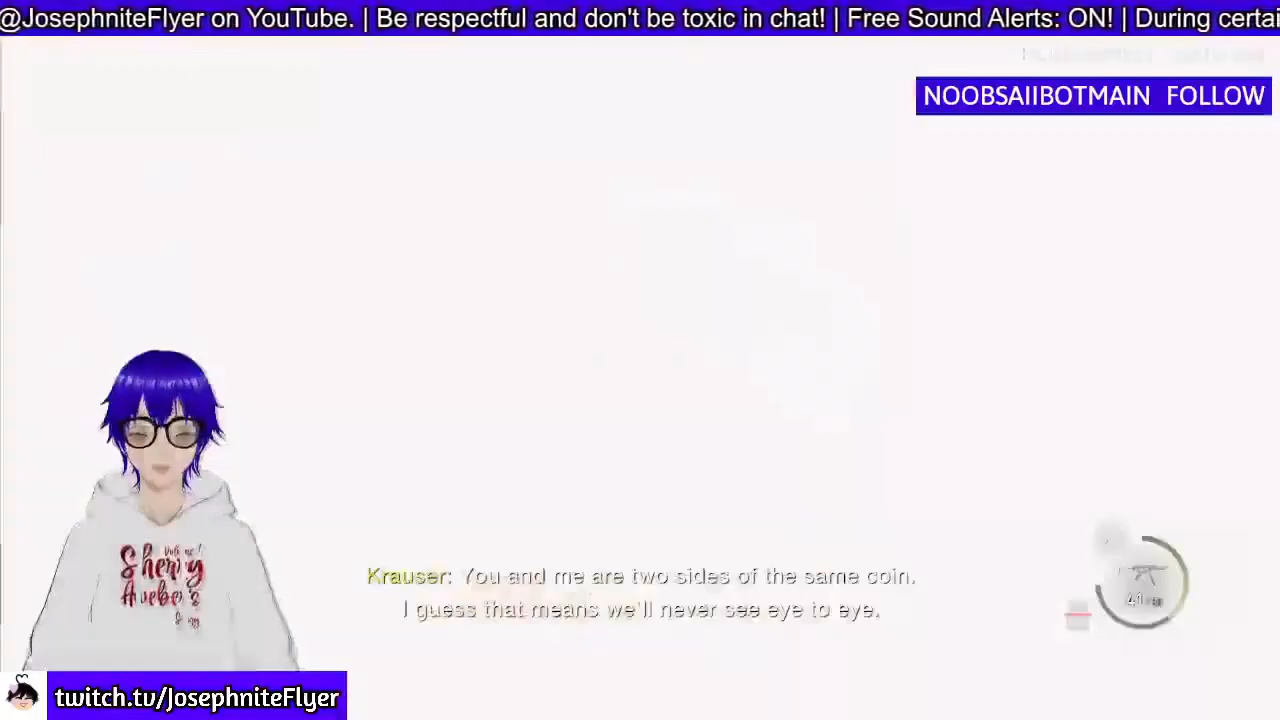 @JosephniteFlyer on YouTube. | Be respectful and don't be toxic in chat! | Free Sound Alerts: ON! | During certai
NOOBSAIIBOTMAIN FOLLOW
Sherry
Krauser: You and me are two sides of the same coin.
I guess that means we'll never see eye to eye.
twitch.tv/JosephniteFlyer